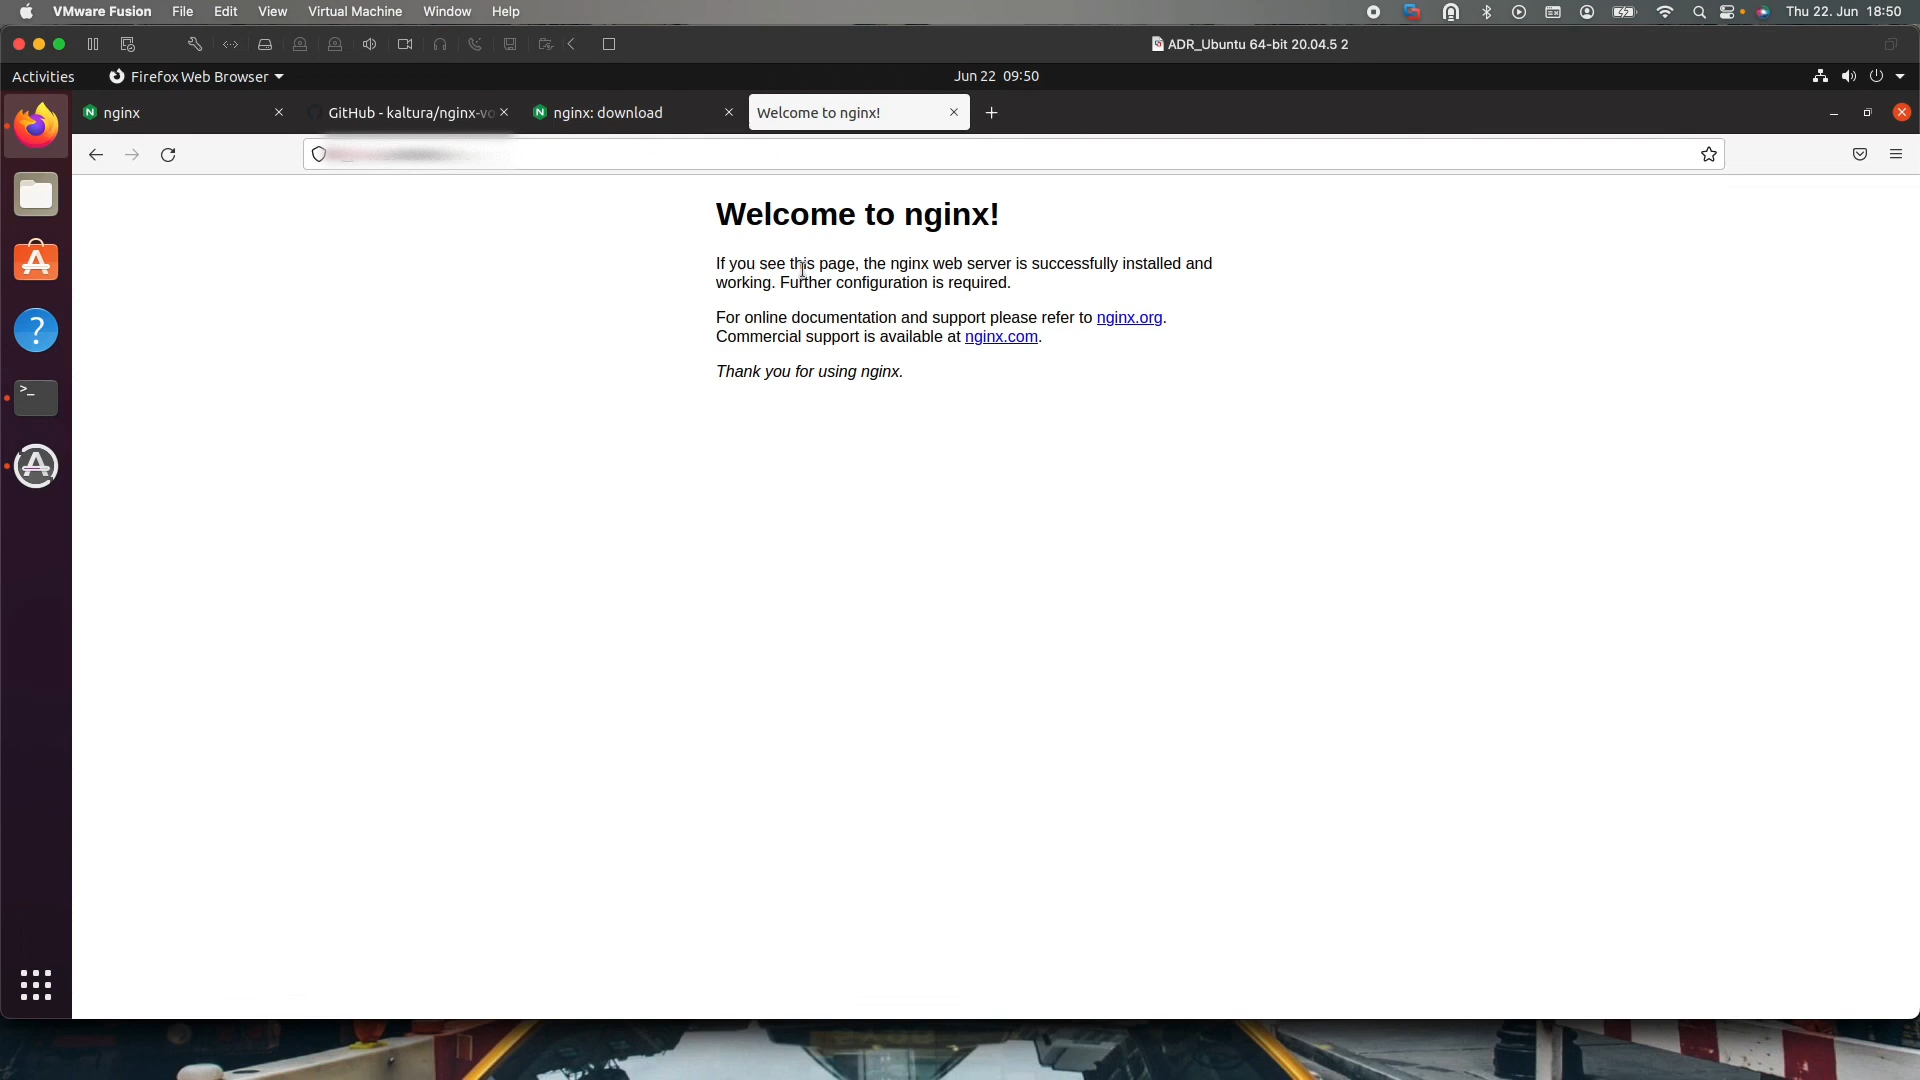 VMware Fusion File Edit View Virtual Machine Window Help Thu 22. Jun 18:50
ADR_Ubuntu 64-bit 20.04.5 2
Activities Firefox Web Browser Jun 22 09:50
nginx GitHub - kaltura/nginx-vo nginx: download Welcome to nginx!
Welcome to nginx!
If you see this page, the nginx web server is successfully installed and
working. Further configuration is required.
For online documentation and support please refer to nginx.org.
Commercial support is available at nginx.com.
Thank you for using nginx.